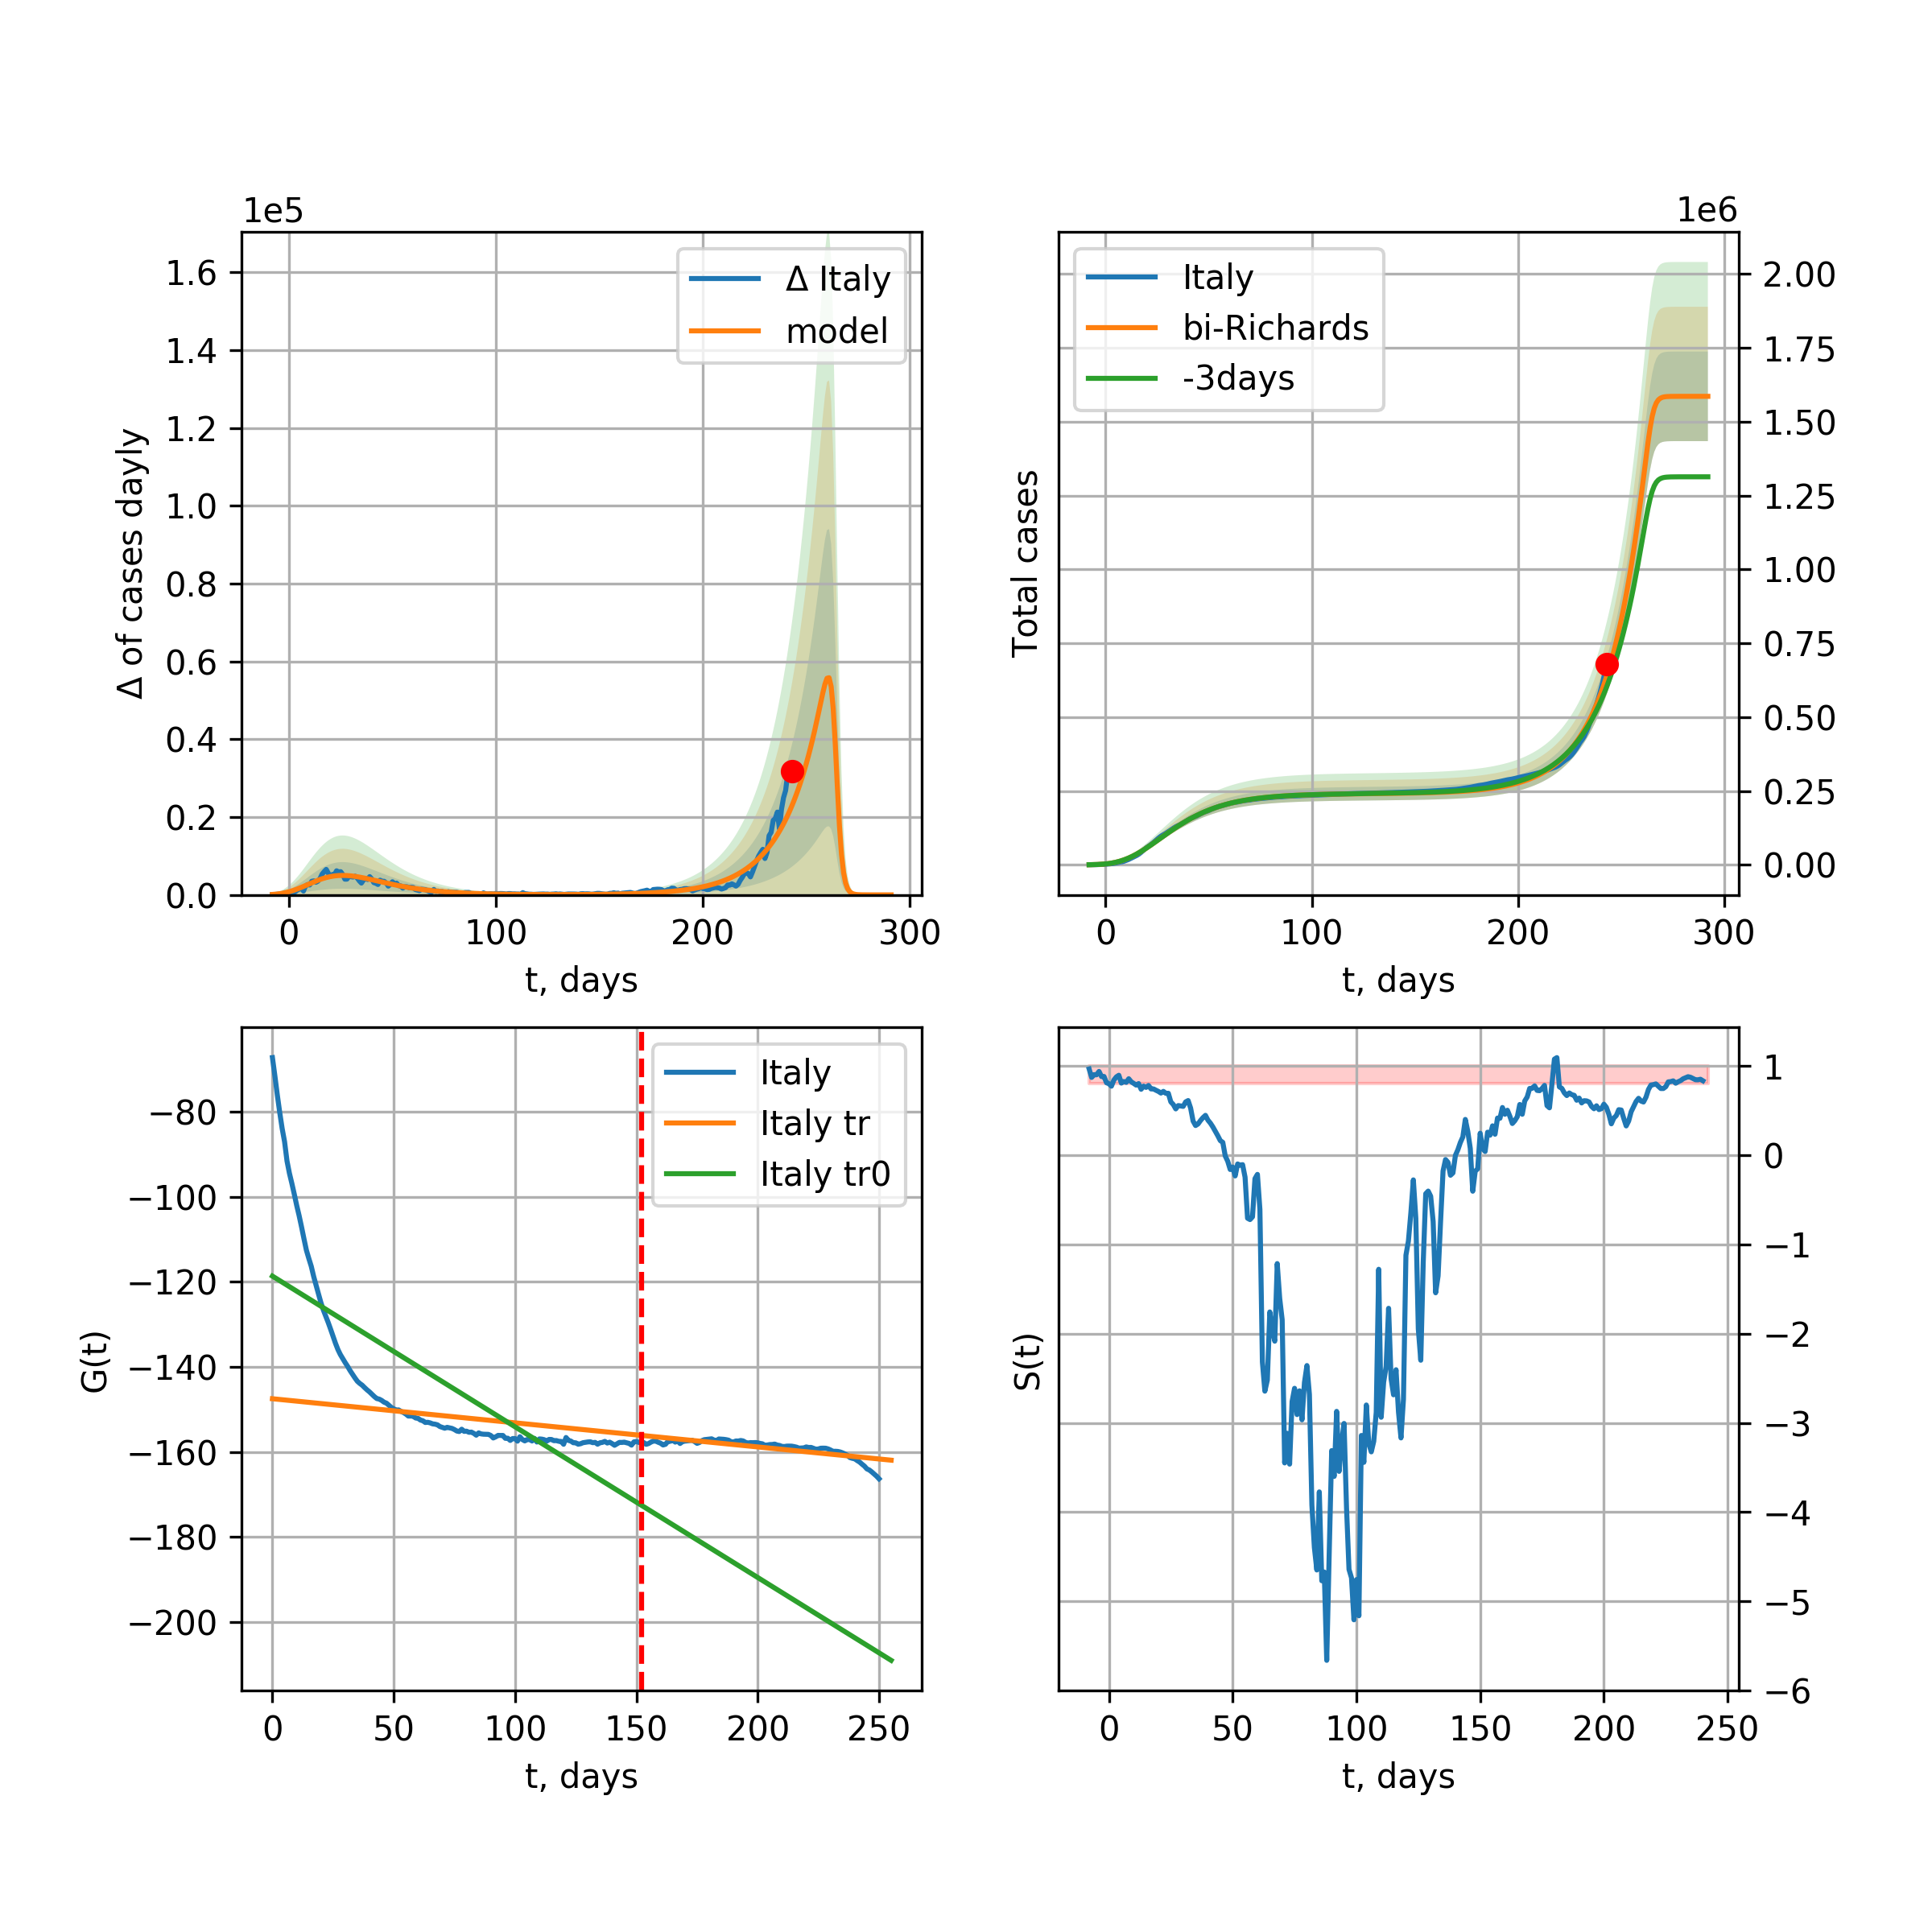 1e5
Δ of cases dayly
1.6
1.4
1.2
1.0
0.8
0.6
0.4
0.2
0.0
Δ Italy
model
0 100 200 300
t, days
1e6
Total cases
Italy
bi-Richards
-3days
2.00
1.75
1.50
1.25
1.00
0.75
0.50
0.25
0.00
0 100 200 300
t, days
G(t)
−80
−100
−120
−140
−160
−180
−200
Italy
Italy tr
Italy tr0
0 50 100 150 200 250
t, days
S(t)
1
0
−1
−2
−3
−4
−5
−6
0 50 100 150 200 250
t, days